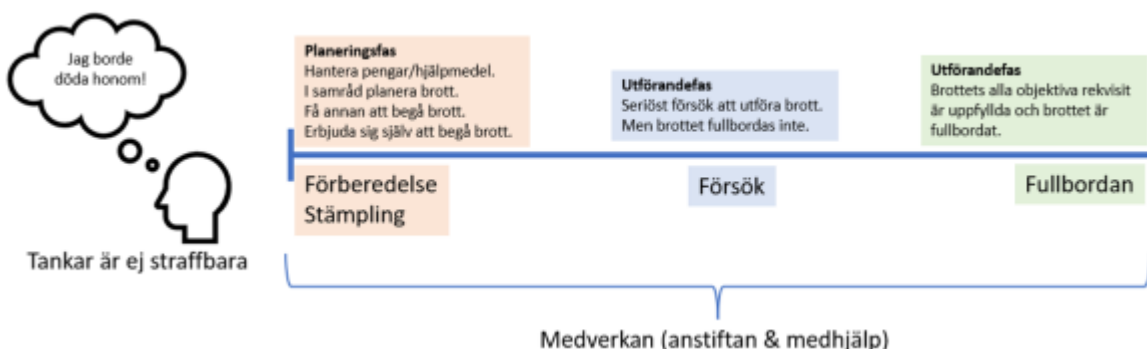 Jag borde
döda honom!
Tankar är ej straffbara
Planeringsfas
Hantera pengar/hjälpmedel.
I samråd planera brott.
Få annan att begå brott.
Erbjuda sig själv att begå brott.
Förberedelse
Stämpling
Utförandefas
Seriöst försök att utföra brott.
Men brottet fullbordas inte.
Försök
Utförandefas
Brottets alla objektiva rekvisit
är uppfyllda och brottet är
fullbordat.
Fullbordan
Medverkan (anstiftan & medhjälp)